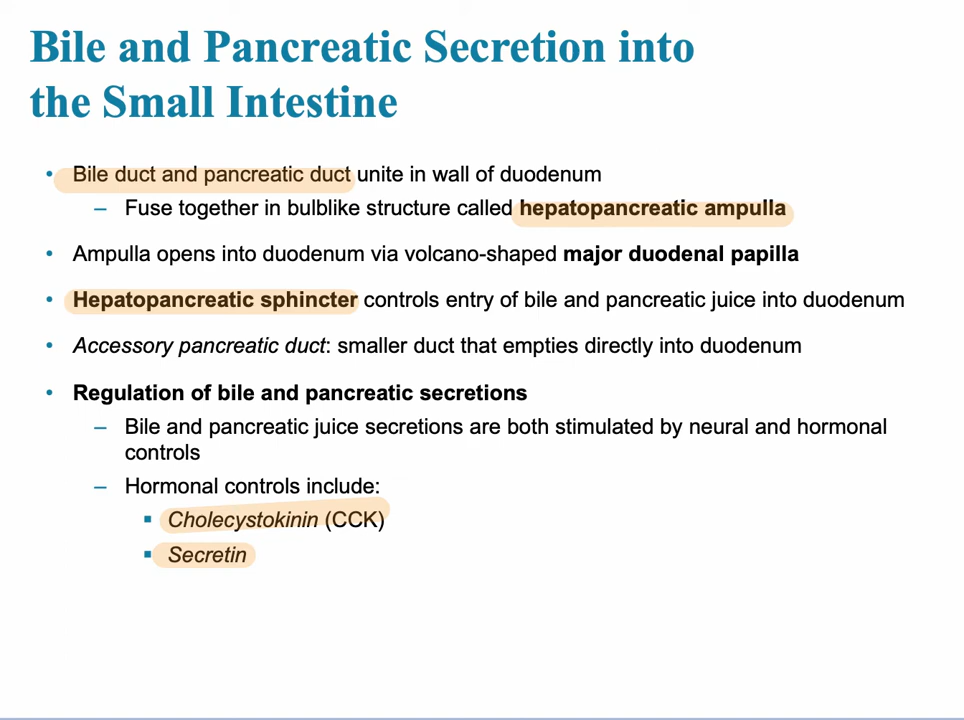 Bile and Pancreatic Secretion into
the Small Intestine
• Bile duct and pancreatic duct unite in wall of duodenum
– Fuse together in bulblike structure called hepatopancreatic ampulla
• Ampulla opens into duodenum via volcano-shaped major duodenal papilla
• Hepatopancreatic sphincter controls entry of bile and pancreatic juice into duodenum
• Accessory pancreatic duct: smaller duct that empties directly into duodenum
• Regulation of bile and pancreatic secretions
– Bile and pancreatic juice secretions are both stimulated by neural and hormonal
controls
– Hormonal controls include:
▪ Cholecystokinin (CCK)
▪ Secretin